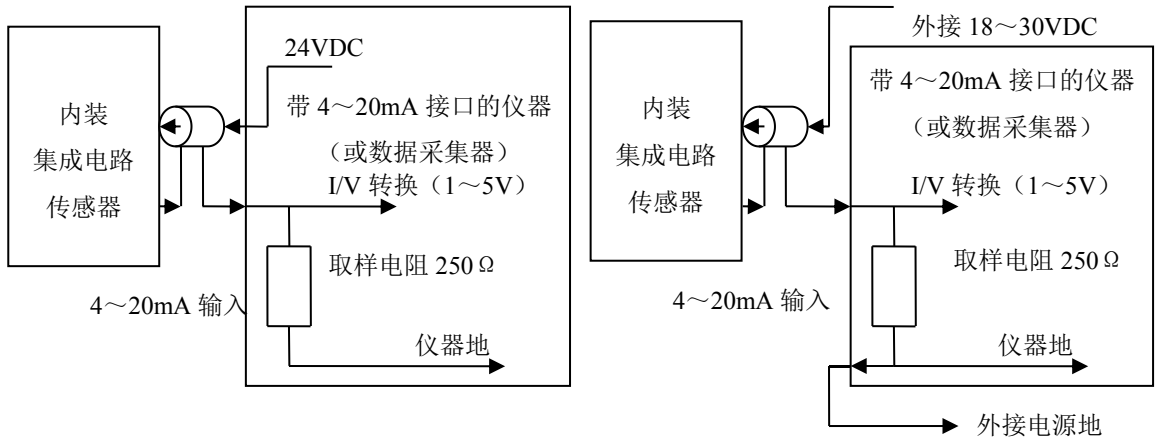 内装
集成电路
传感器
24VDC
带 4～20mA 接口的仪器
（或数据采集器）
I/V 转换（1～5V）
取样电阻 250Ω
4～20mA 输入
仪器地
外接 18～30VDC
内装
集成电路
传感器
带 4～20mA 接口的仪器
（或数据采集器）
I/V 转换（1～5V）
取样电阻 250Ω
4～20mA 输入
仪器地
外接电源地